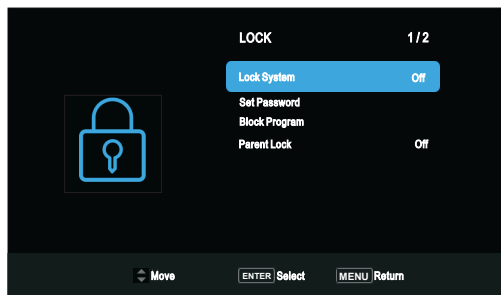 LOCK 1/2
Lock System Off
Set Password
Block Program
Parent Lock Off
Move ENTER Select MENU Return